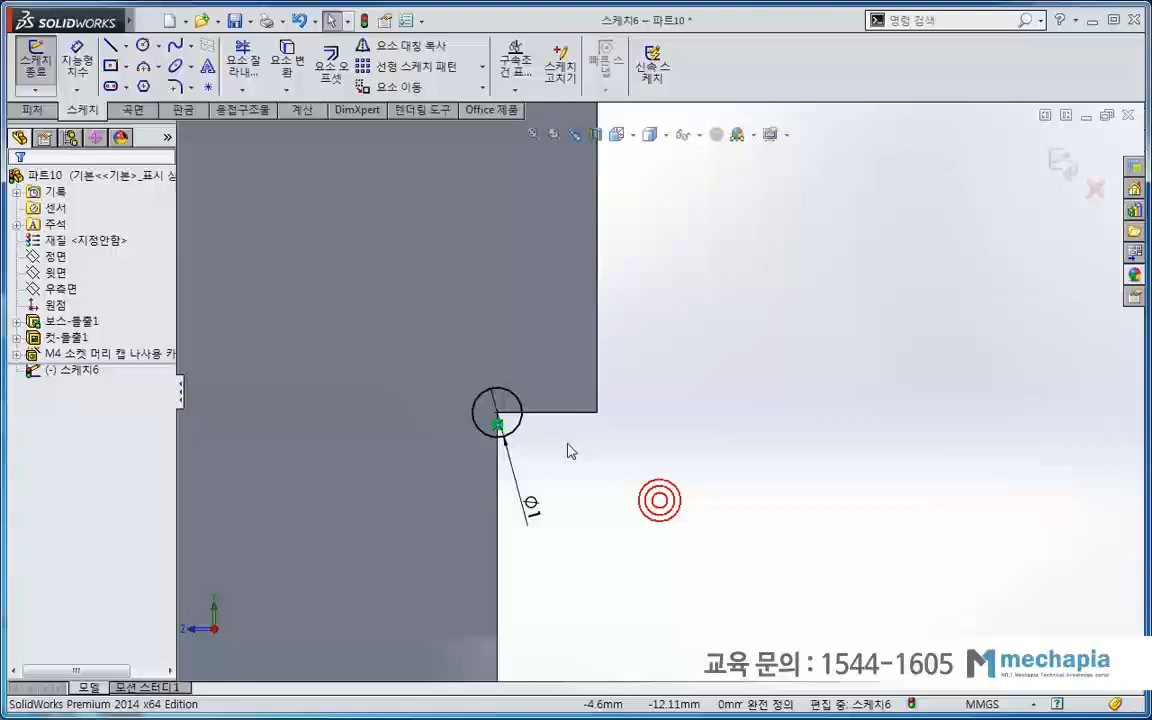 SOLIDWORKS
스케치6 - 파트10 *
명령 검색
스케치 종료
지능형 치수
요소 잘라내...
요소 변환
요소 오프셋
요소 대칭 복사
선형 스케치 패턴
요소 이동
구속조건 표...
스케치 고치기
빠른 스냅
신속 스케치
피처
스케치
곡면
판금
용접구조물
계산
DimXpert
렌더링 도구
Office 제품
파트10 (기본<<기본>_표시 상
기록
센서
주석
재질 <지정안함>
정면
윗면
우측면
원점
보스-돌출1
컷-돌출1
M4 소켓 머리 캡 나사용 카
(-) 스케치6
Ø1
Z
모델
모션 스터디1
교육 문의 : 1544-1605
mechapia
SolidWorks Premium 2014 x64 Edition
-4.6mm
-12.11mm
0mm
완전 정의
편집 중: 스케치6
MMGS